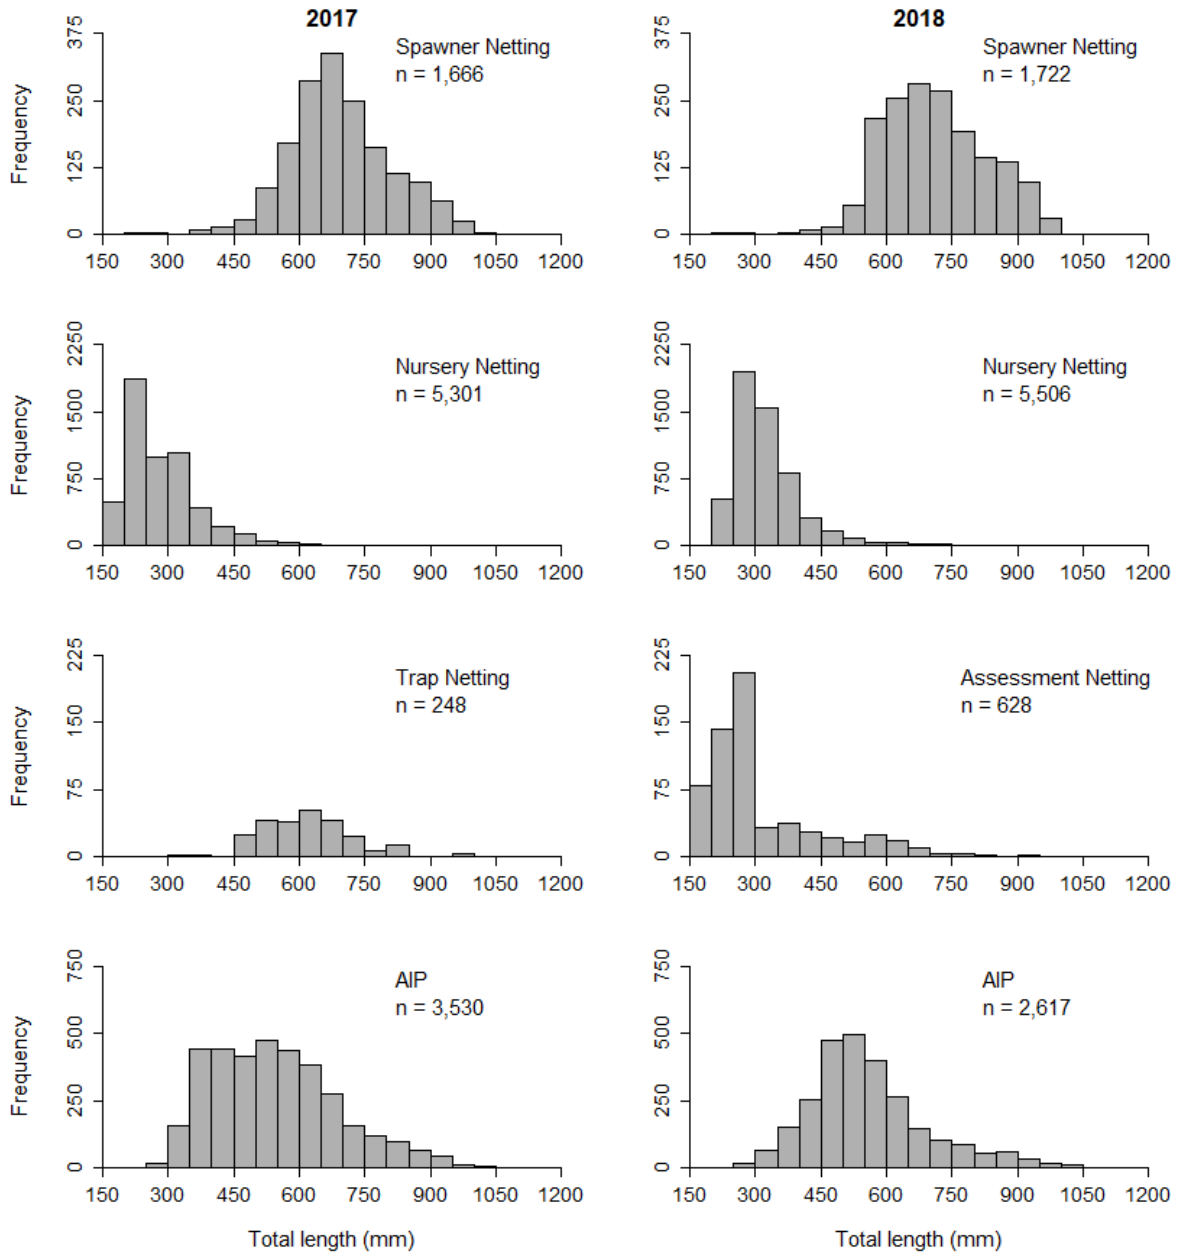 2017
2018
Spawner Netting
n = 1,666
Frequency
0 125 250 375
150 300 450 600 750 900 1050 1200
Spawner Netting
n = 1,722
0 125 250 375
150 300 450 600 750 900 1050 1200
Nursery Netting
n = 5,301
Frequency
0 750 1500 2250
150 300 450 600 750 900 1050 1200
Nursery Netting
n = 5,506
0 750 1500 2250
150 300 450 600 750 900 1050 1200
Trap Netting
n = 248
Frequency
0 75 150 225
150 300 450 600 750 900 1050 1200
Assessment Netting
n = 628
0 75 150 225
150 300 450 600 750 900 1050 1200
AIP
n = 3,530
Frequency
0 250 500 750
150 300 450 600 750 900 1050 1200
Total length (mm)
AIP
n = 2,617
0 250 500 750
150 300 450 600 750 900 1050 1200
Total length (mm)